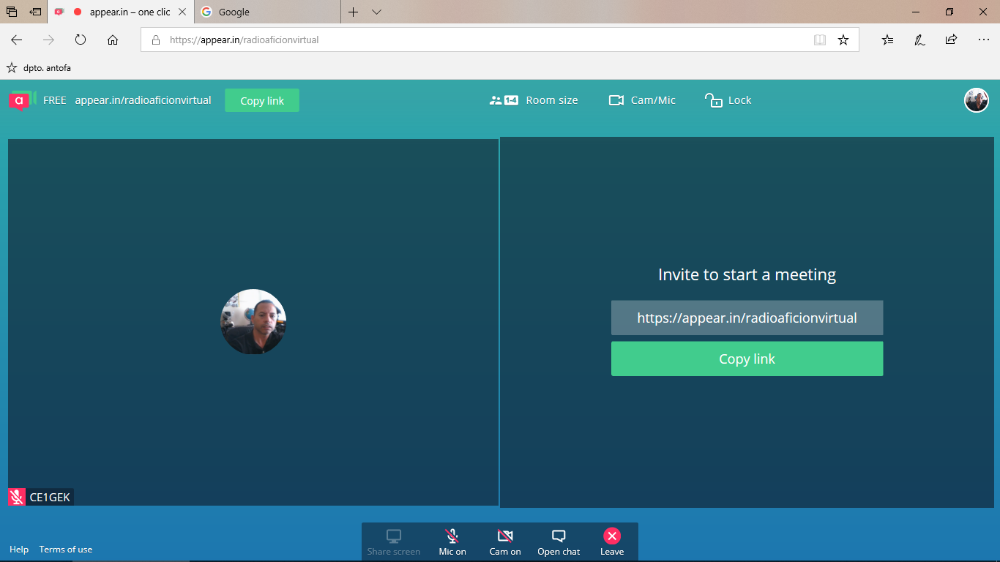 appear.in – one clic
Google
https://appear.in/radioaficionvirtual
dpto. antofa
a FREE appear.in/radioaficionvirtual Copy link 1-4 Room size Cam/Mic Lock
Invite to start a meeting
https://appear.in/radioaficionvirtual
Copy link
CE1GEK
Help Terms of use
Share screen Mic on Cam on Open chat Leave